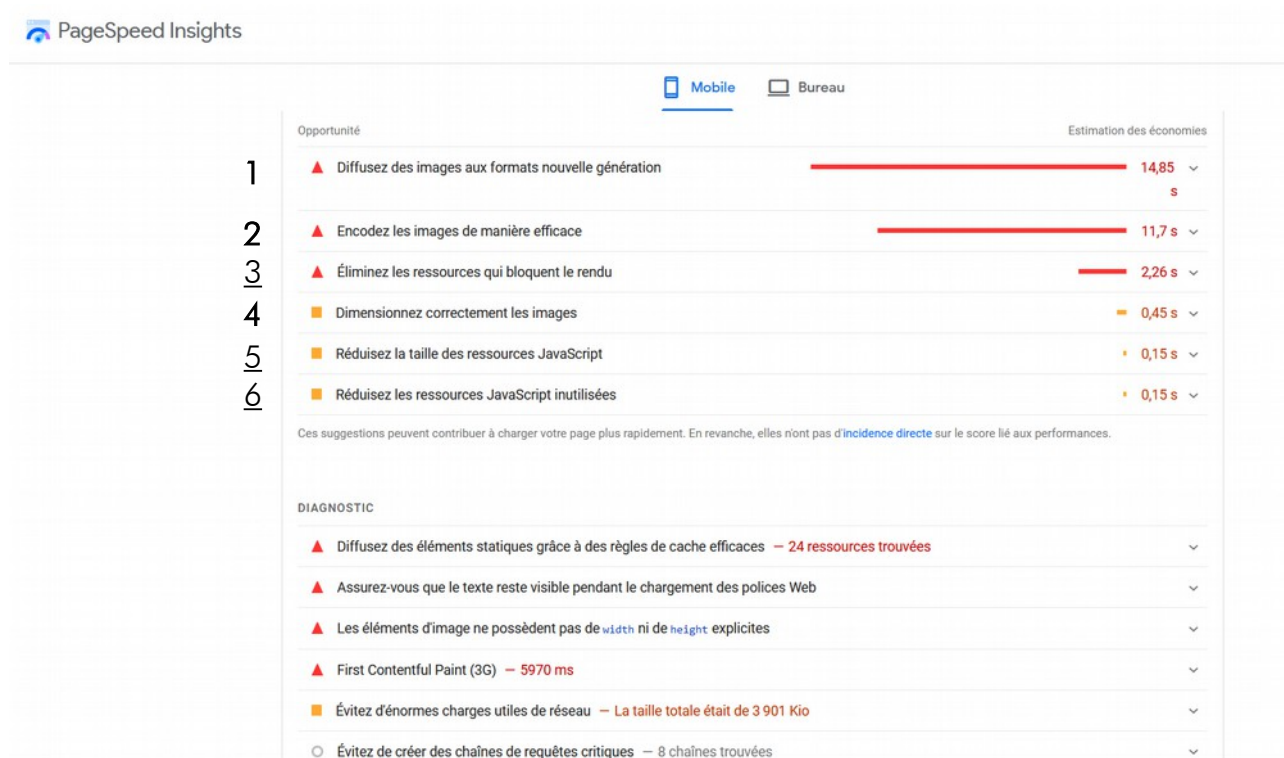 PageSpeed Insights
Mobile Bureau
Opportunité Estimation des économies
1 Diffusez des images aux formats nouvelle génération 14,85 s
2 Encodez les images de manière efficace 11,7 s
3 Éliminez les ressources qui bloquent le rendu 2,26 s
4 Dimensionnez correctement les images 0,45 s
5 Réduisez la taille des ressources JavaScript 0,15 s
6 Réduisez les ressources JavaScript inutilisées 0,15 s
Ces suggestions peuvent contribuer à charger votre page plus rapidement. En revanche, elles n'ont pas d'incidence directe sur le score lié aux performances.
DIAGNOSTIC
Diffusez des éléments statiques grâce à des règles de cache efficaces — 24 ressources trouvées
Assurez-vous que le texte reste visible pendant le chargement des polices Web
Les éléments d'image ne possèdent pas de width ni de height explicites
First Contentful Paint (3G) — 5970 ms
Évitez d'énormes charges utiles de réseau — La taille totale était de 3 901 Kio
Évitez de créer des chaînes de requêtes critiques — 8 chaînes trouvées